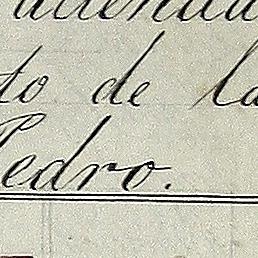 to de la
Pedro.